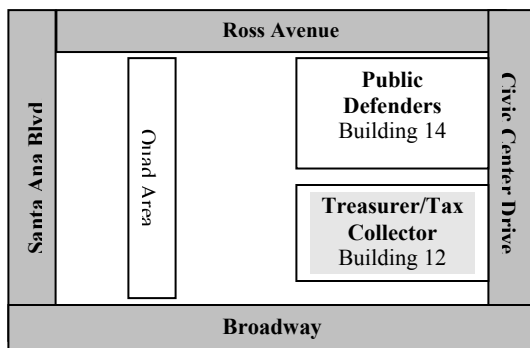 Ross Avenue
Santa Ana Blvd
Quad Area
Public
Defenders
Building 14
Treasurer/Tax
Collector
Building 12
Civic Center Drive
Broadway